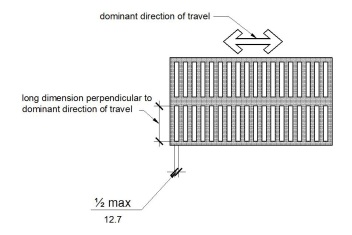 dominant direction of travel
long dimension perpendicular to
dominant direction of travel
½ max
12.7